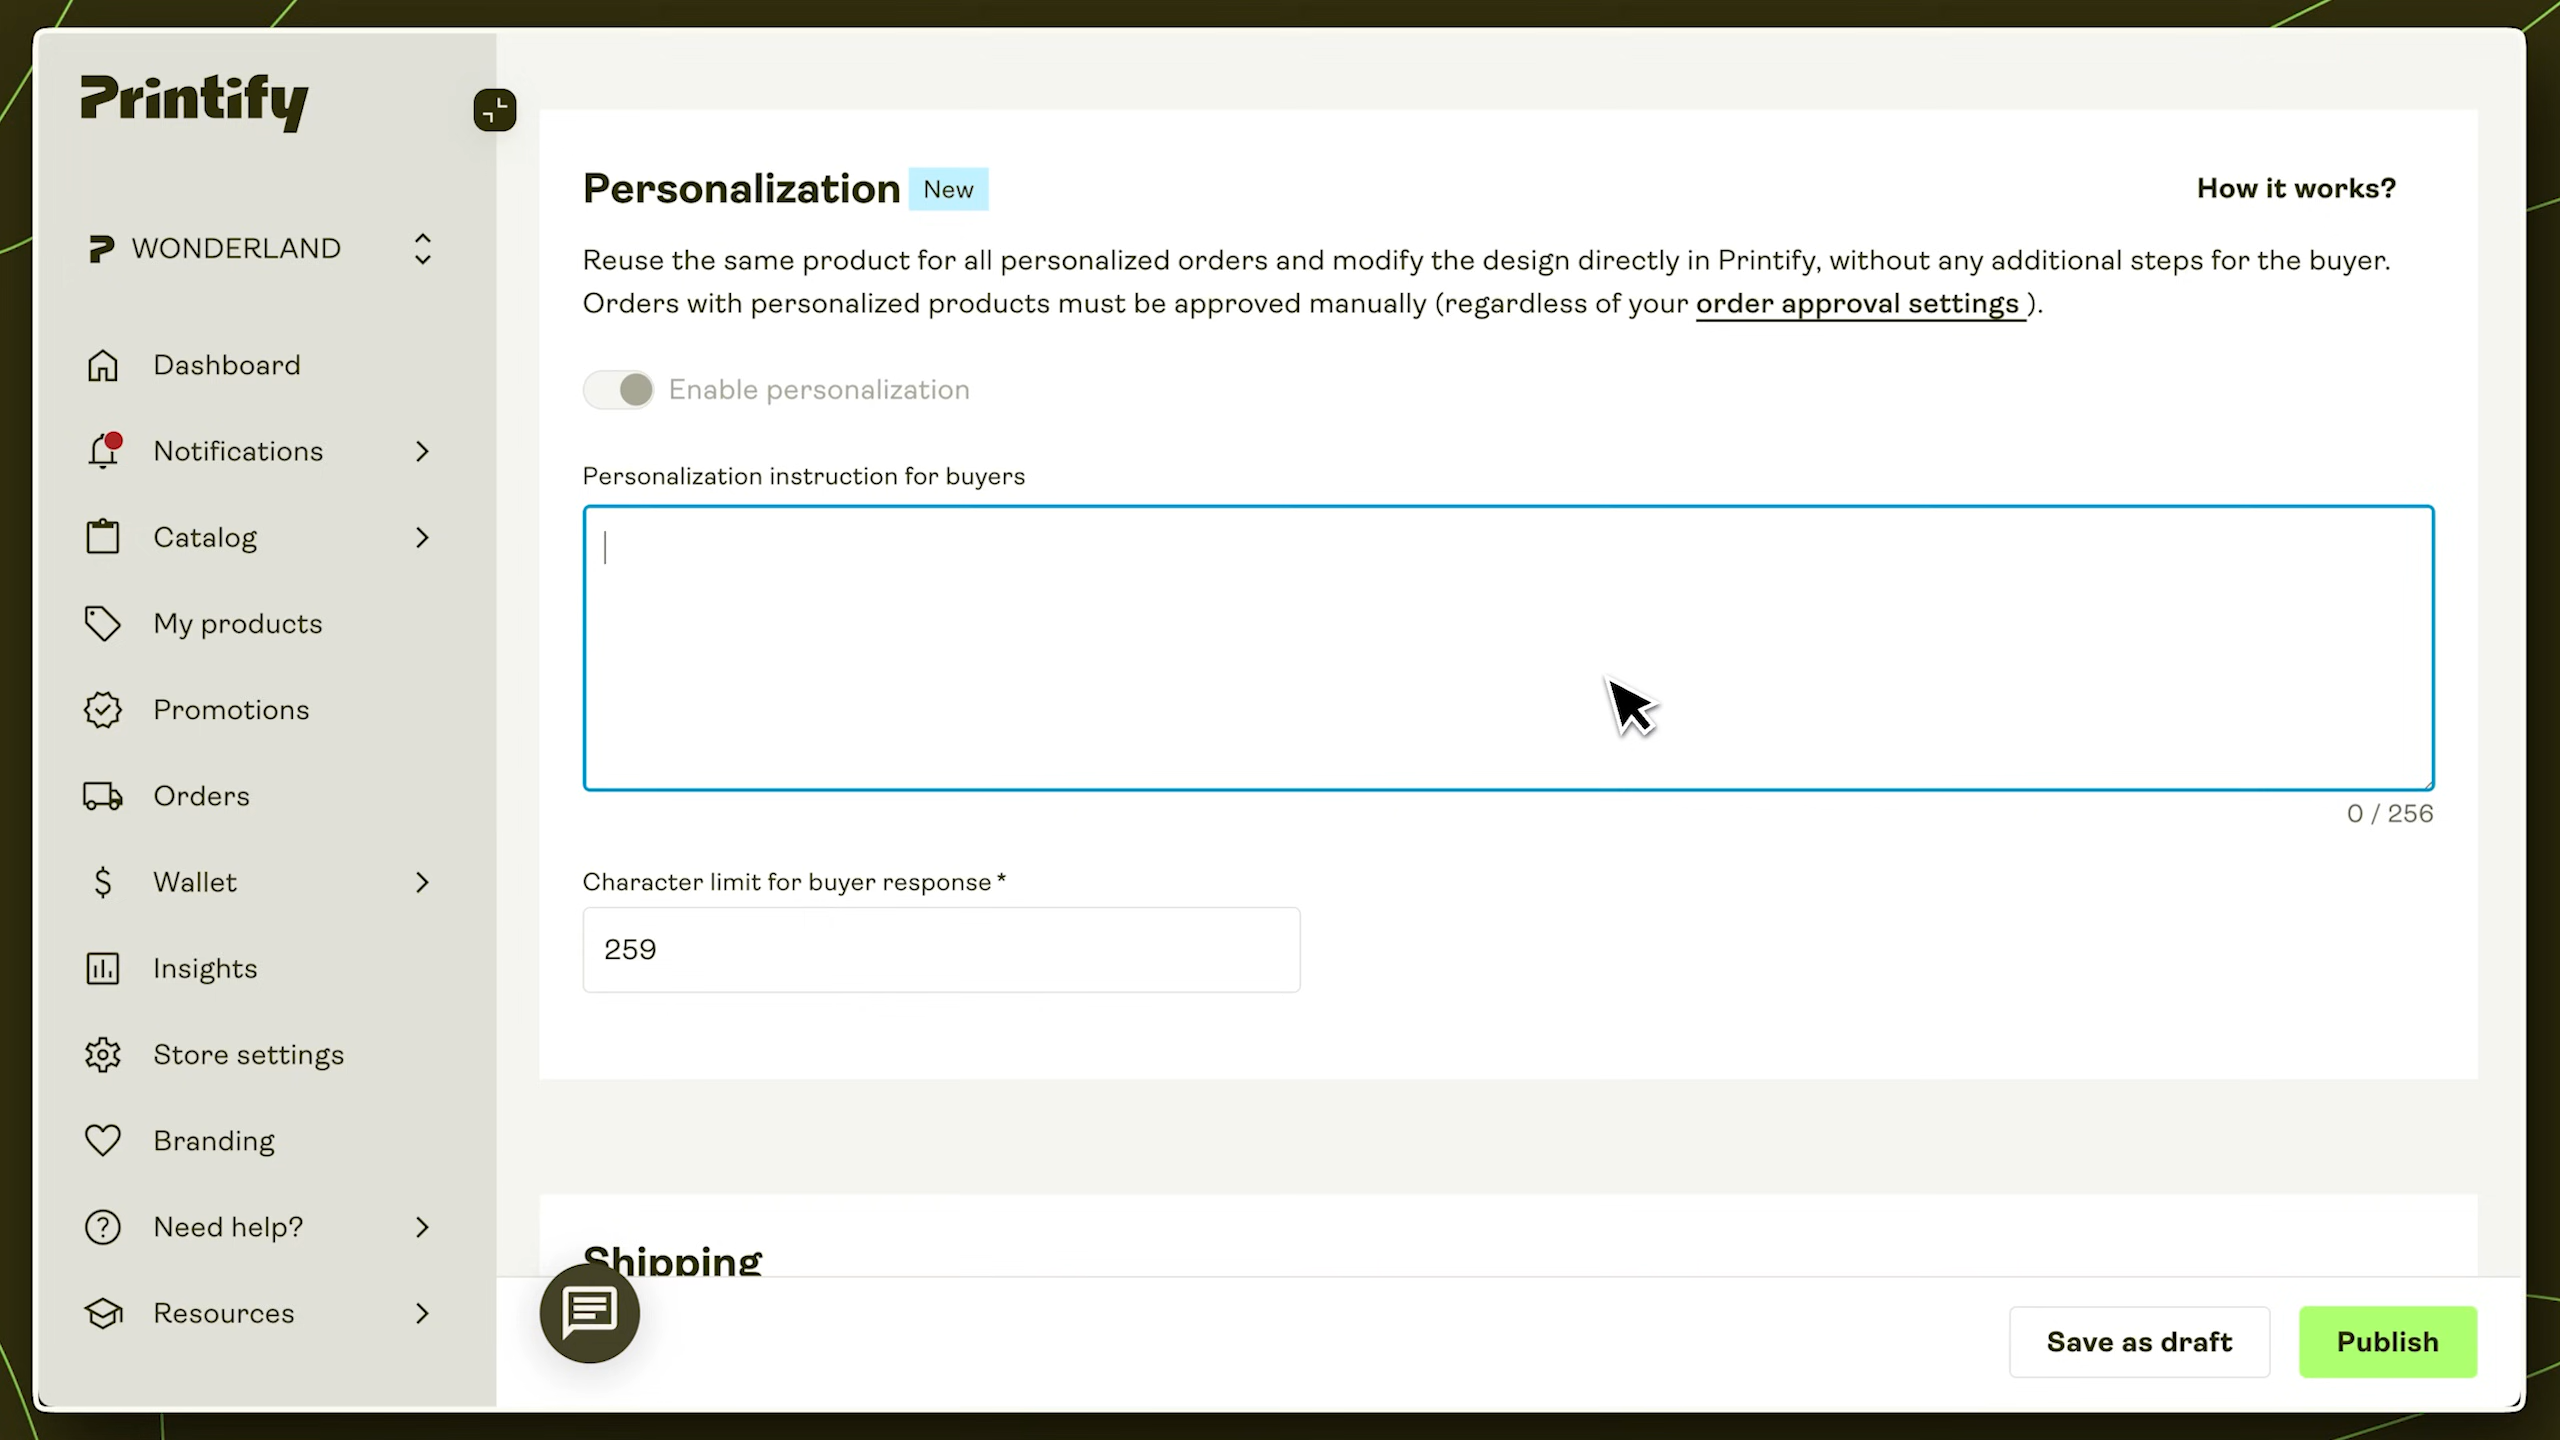 Printify
WONDERLAND
Dashboard
Notifications
Catalog
My products
Promotions
Orders
Wallet
Insights
Store settings
Branding
Need help?
Resources
Personalization New
How it works?
Reuse the same product for all personalized orders and modify the design directly in Printify, without any additional steps for the buyer.
Orders with personalized products must be approved manually (regardless of your order approval settings ).
Enable personalization
Personalization instruction for buyers
0 / 256
Character limit for buyer response *
259
Shipping
Save as draft
Publish